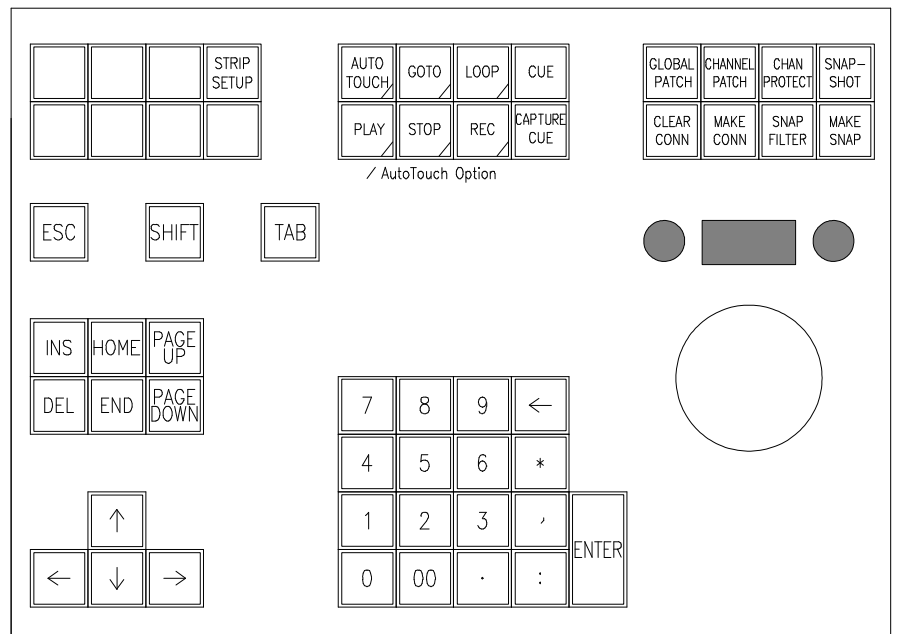 STRIP
SETUP
AUTO
TOUCH
GOTO
LOOP
CUE
PLAY
STOP
REC
CAPTURE
CUE
/ AutoTouch Option
GLOBAL
PATCH
CHANNEL
PATCH
CHAN
PROTECT
SNAP-
SHOT
CLEAR
CONN
MAKE
CONN
SNAP
FILTER
MAKE
SNAP
ESC
SHIFT
TAB
INS
HOME
PAGE
UP
DEL
END
PAGE
DOWN
7
8
9
←
4
5
6
*
1
2
3
,
ENTER
0
00
.
:
↑
←
↓
→